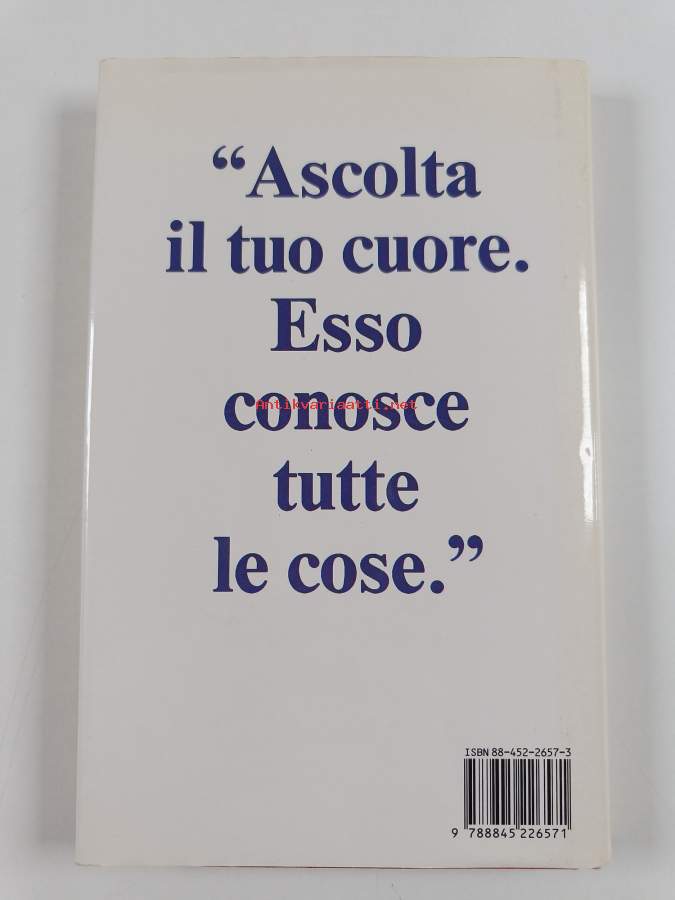 “Ascolta
il tuo cuore.
Esso
conosce
Antikvariaatti.net
tutte
le cose.”
ISBN 88-452-2657-3
9 788845 226571